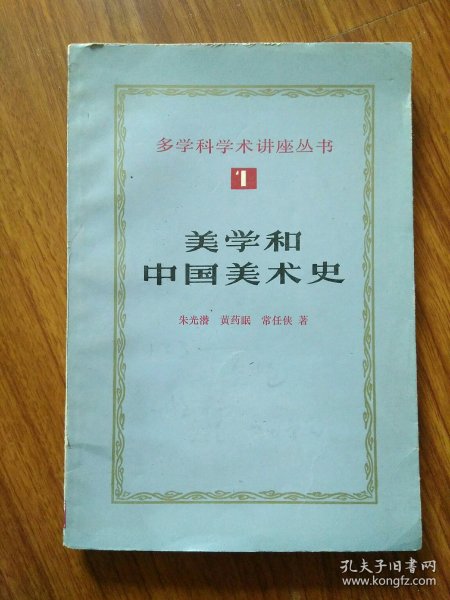 多学科学术讲座丛书
1
美学和
中国美术史
朱光潜 黄药眠 常任侠 著
孔夫子旧书网
www.kongfz.com